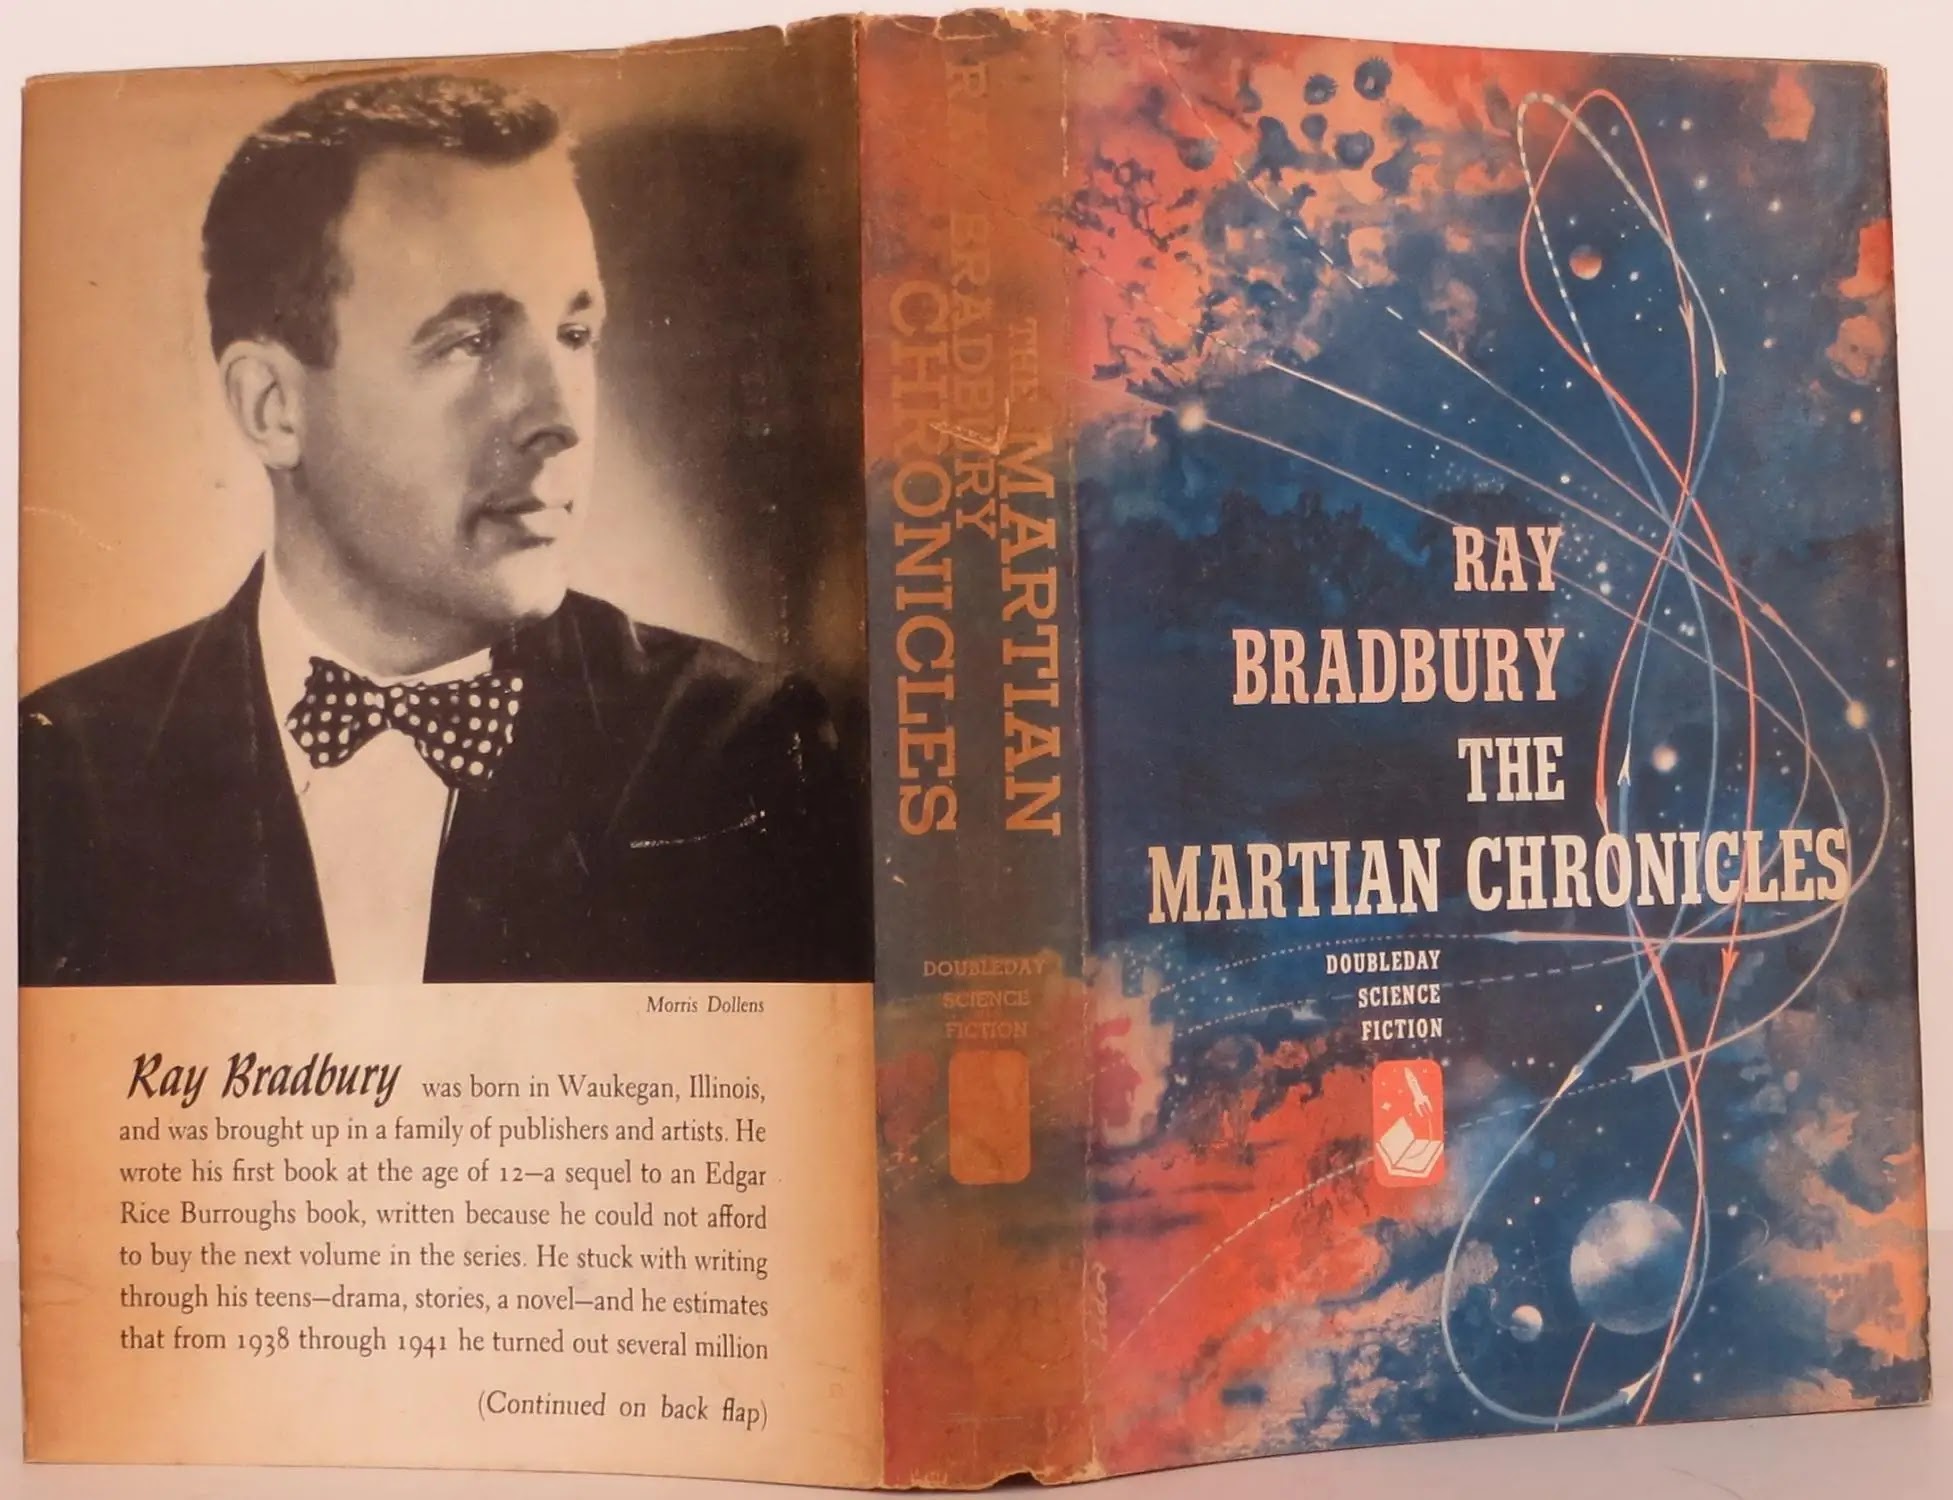 Morris Dollens
Ray Bradbury was born in Waukegan, Illinois,
and was brought up in a family of publishers and artists. He
wrote his first book at the age of 12—a sequel to an Edgar
Rice Burroughs book, written because he could not afford
to buy the next volume in the series. He stuck with writing
through his teens—drama, stories, a novel—and he estimates
that from 1938 through 1941 he turned out several million
(Continued on back flap)
RAY BRADBURY
THE MARTIAN
CHRONICLES
DOUBLEDAY
SCIENCE
FICTION
RAY
BRADBURY
THE
MARTIAN CHRONICLES
DOUBLEDAY
SCIENCE
FICTION